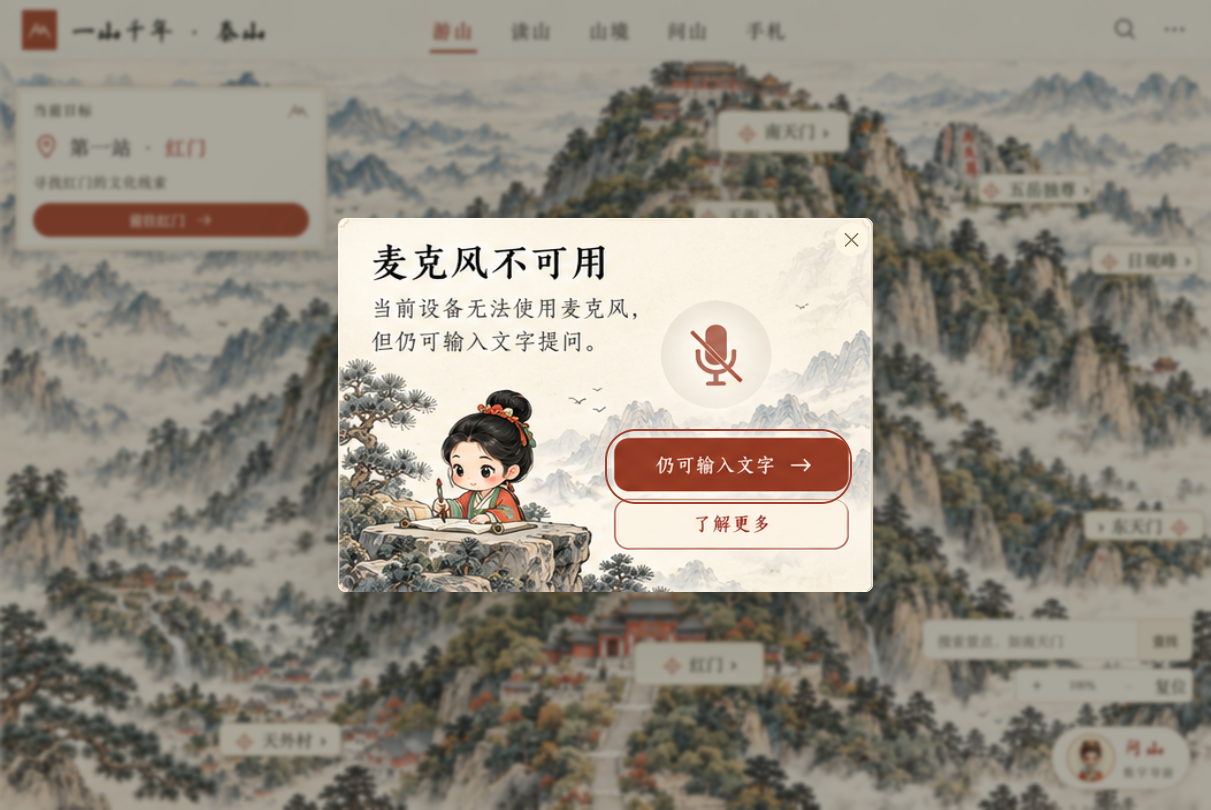 一山千年 · 泰山
游山 读山 山境 问山 手札
当前目标
第一站 · 红门
寻找红门的文化线索
前往红门 →
南天门 ›
五岳独尊 ›
日观峰 ›
麦克风不可用
当前设备无法使用麦克风，
但仍可输入文字提问。
仍可输入文字 →
了解更多
› 东天门
搜索景点，如南天门
查找
+ 100% -
复位
红门 ›
天外村 ›
问山
数字导游